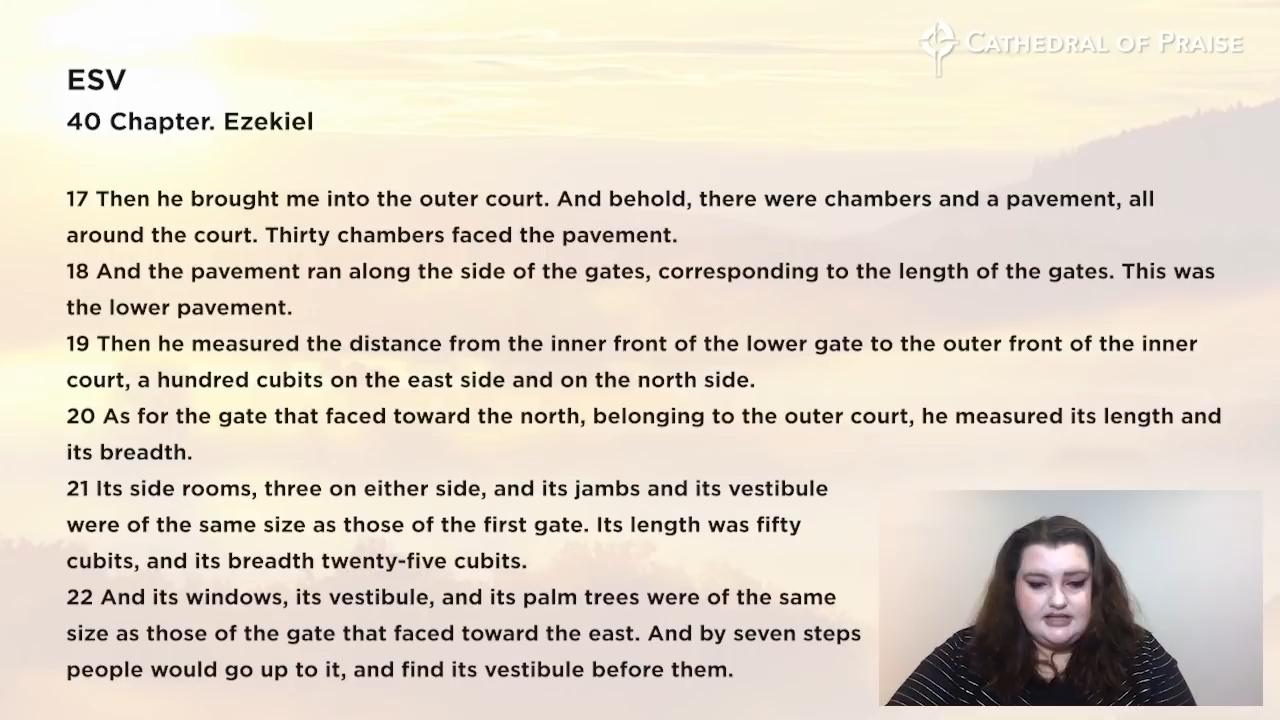 CATHEDRAL OF PRAISE
ESV
40 Chapter. Ezekiel
17 Then he brought me into the outer court. And behold, there were chambers and a pavement, all
around the court. Thirty chambers faced the pavement.
18 And the pavement ran along the side of the gates, corresponding to the length of the gates. This was
the lower pavement.
19 Then he measured the distance from the inner front of the lower gate to the outer front of the inner
court, a hundred cubits on the east side and on the north side.
20 As for the gate that faced toward the north, belonging to the outer court, he measured its length and
its breadth.
21 Its side rooms, three on either side, and its jambs and its vestibule
were of the same size as those of the first gate. Its length was fifty
cubits, and its breadth twenty-five cubits.
22 And its windows, its vestibule, and its palm trees were of the same
size as those of the gate that faced toward the east. And by seven steps
people would go up to it, and find its vestibule before them.